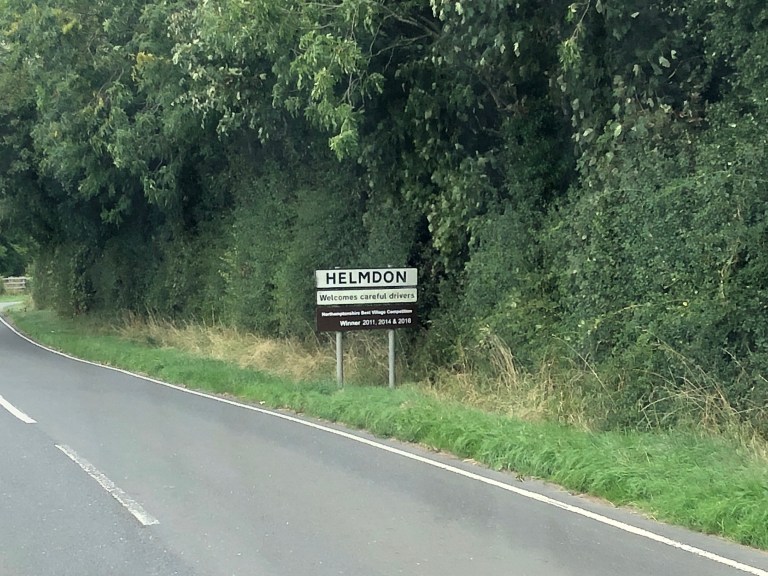 HELMDON
Welcomes careful drivers
Northamptonshire Best Village Competition
Winner 2011, 2014 & 2018